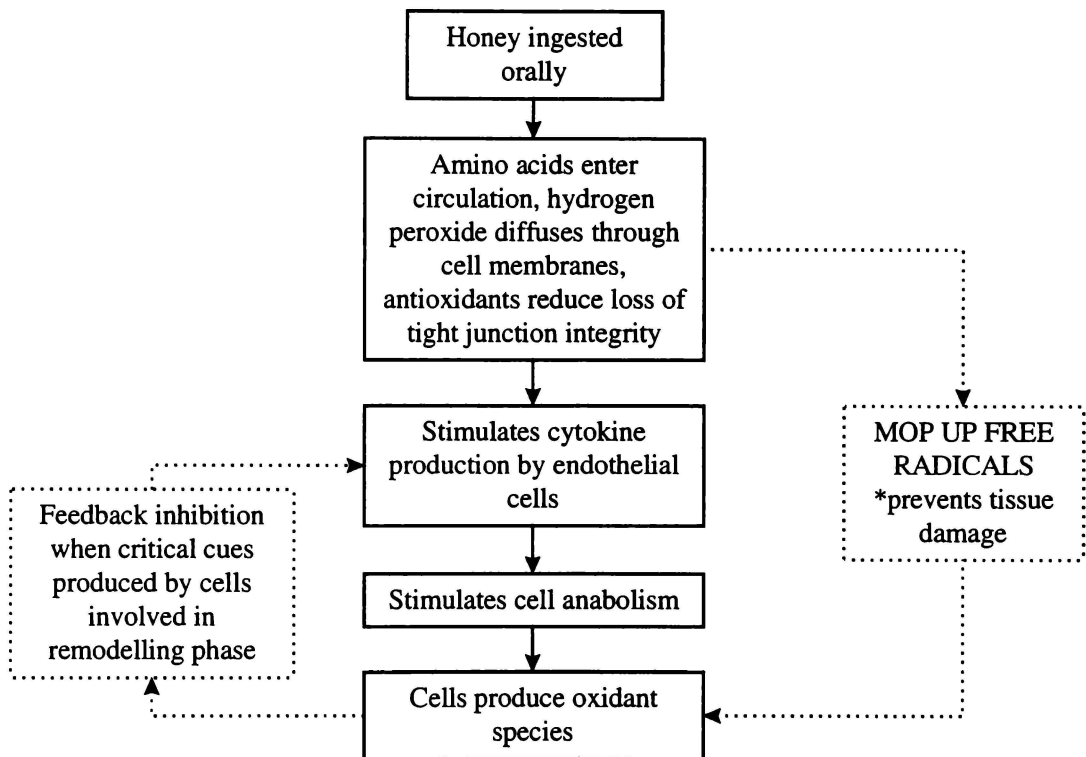 Honey ingested
orally
Amino acids enter
circulation, hydrogen
peroxide diffuses through
cell membranes,
antioxidants reduce loss of
tight junction integrity
Stimulates cytokine
production by endothelial
cells
MOP UP FREE
RADICALS
*prevents tissue
damage
Feedback inhibition
when critical cues
produced by cells
involved in
remodelling phase
Stimulates cell anabolism
Cells produce oxidant
species